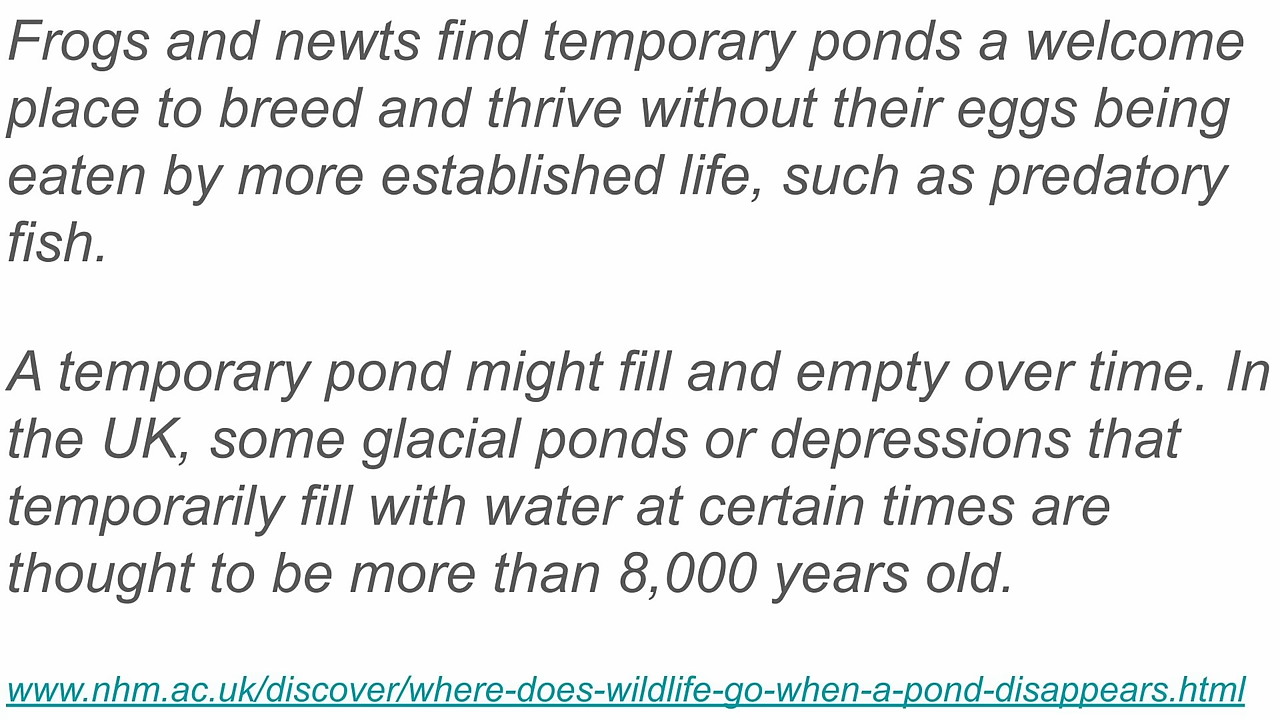 Frogs and newts find temporary ponds a welcome
place to breed and thrive without their eggs being
eaten by more established life, such as predatory
fish.
A temporary pond might fill and empty over time. In
the UK, some glacial ponds or depressions that
temporarily fill with water at certain times are
thought to be more than 8,000 years old.
www.nhm.ac.uk/discover/where-does-wildlife-go-when-a-pond-disappears.html